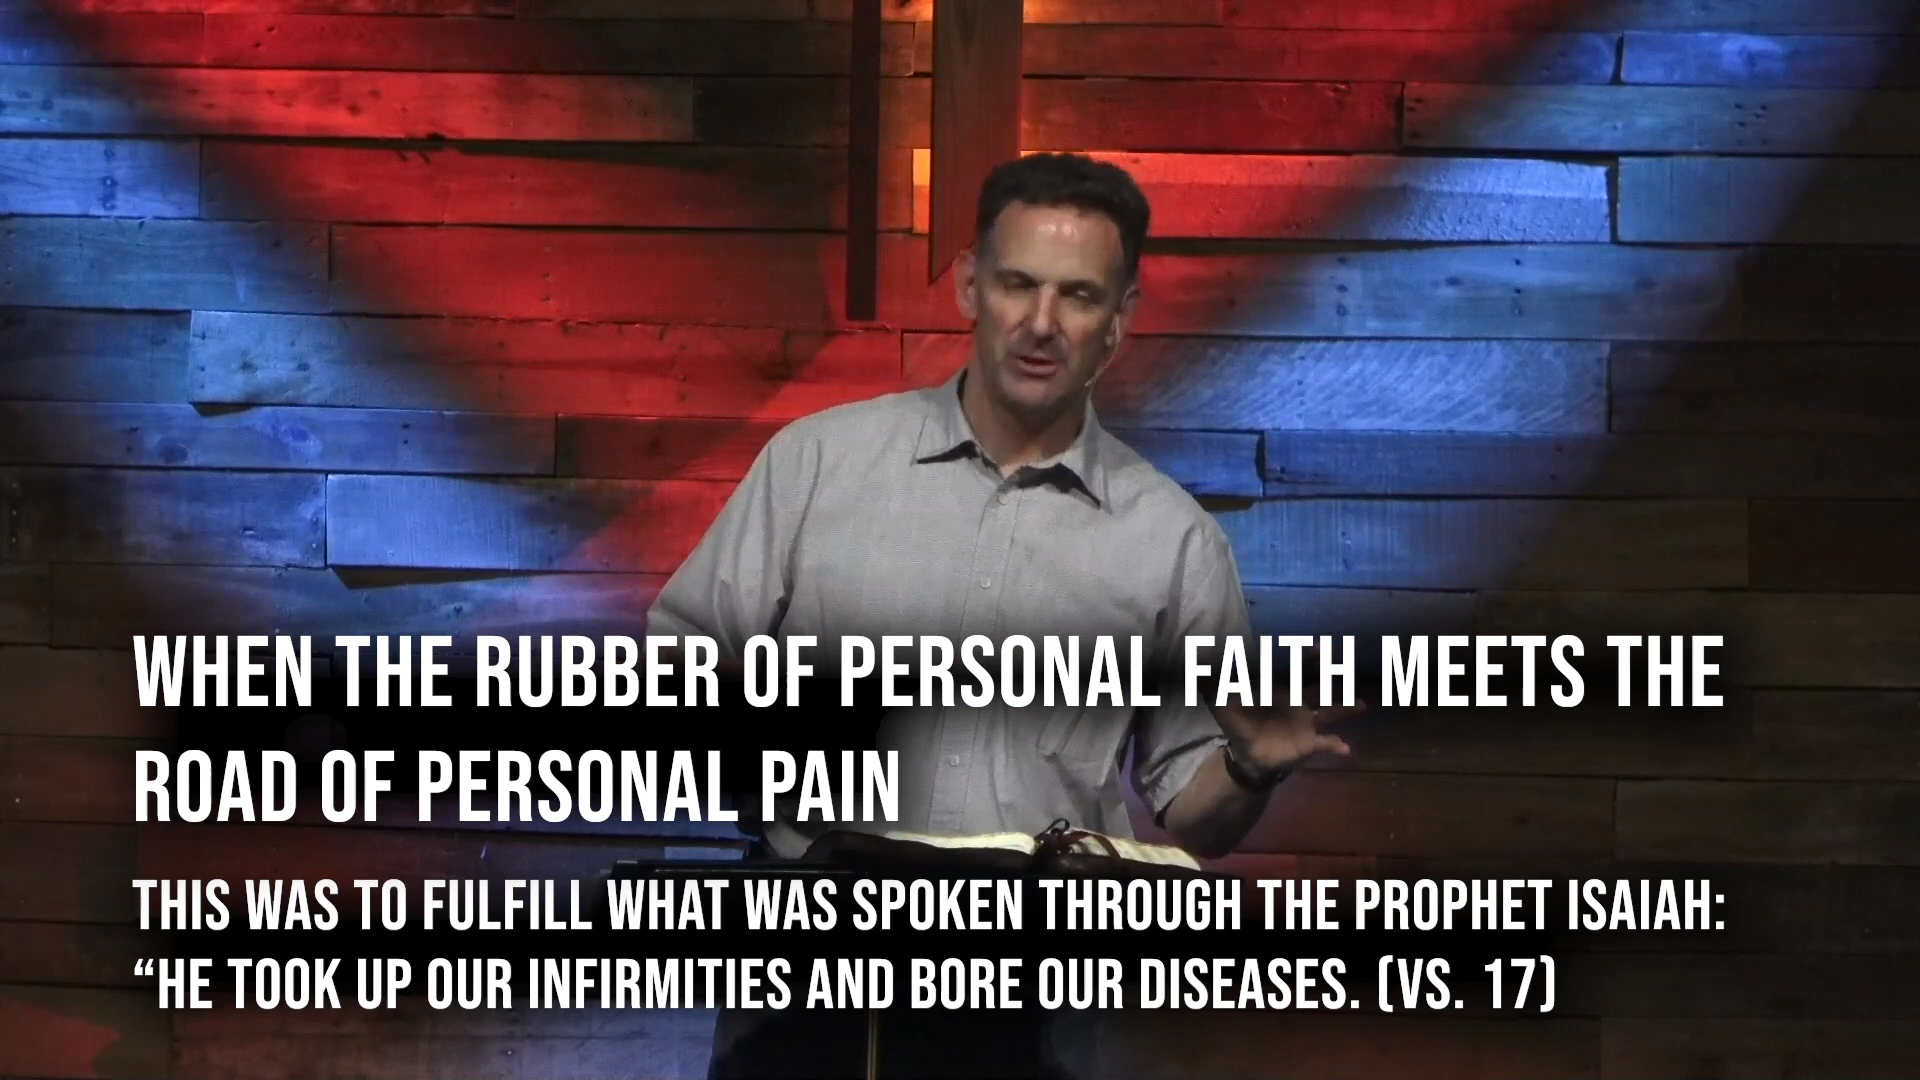 WHEN THE RUBBER OF PERSONAL FAITH MEETS THE
ROAD OF PERSONAL PAIN
THIS WAS TO FULFILL WHAT WAS SPOKEN THROUGH THE PROPHET ISAIAH:
“HE TOOK UP OUR INFIRMITIES AND BORE OUR DISEASES. (VS. 17)